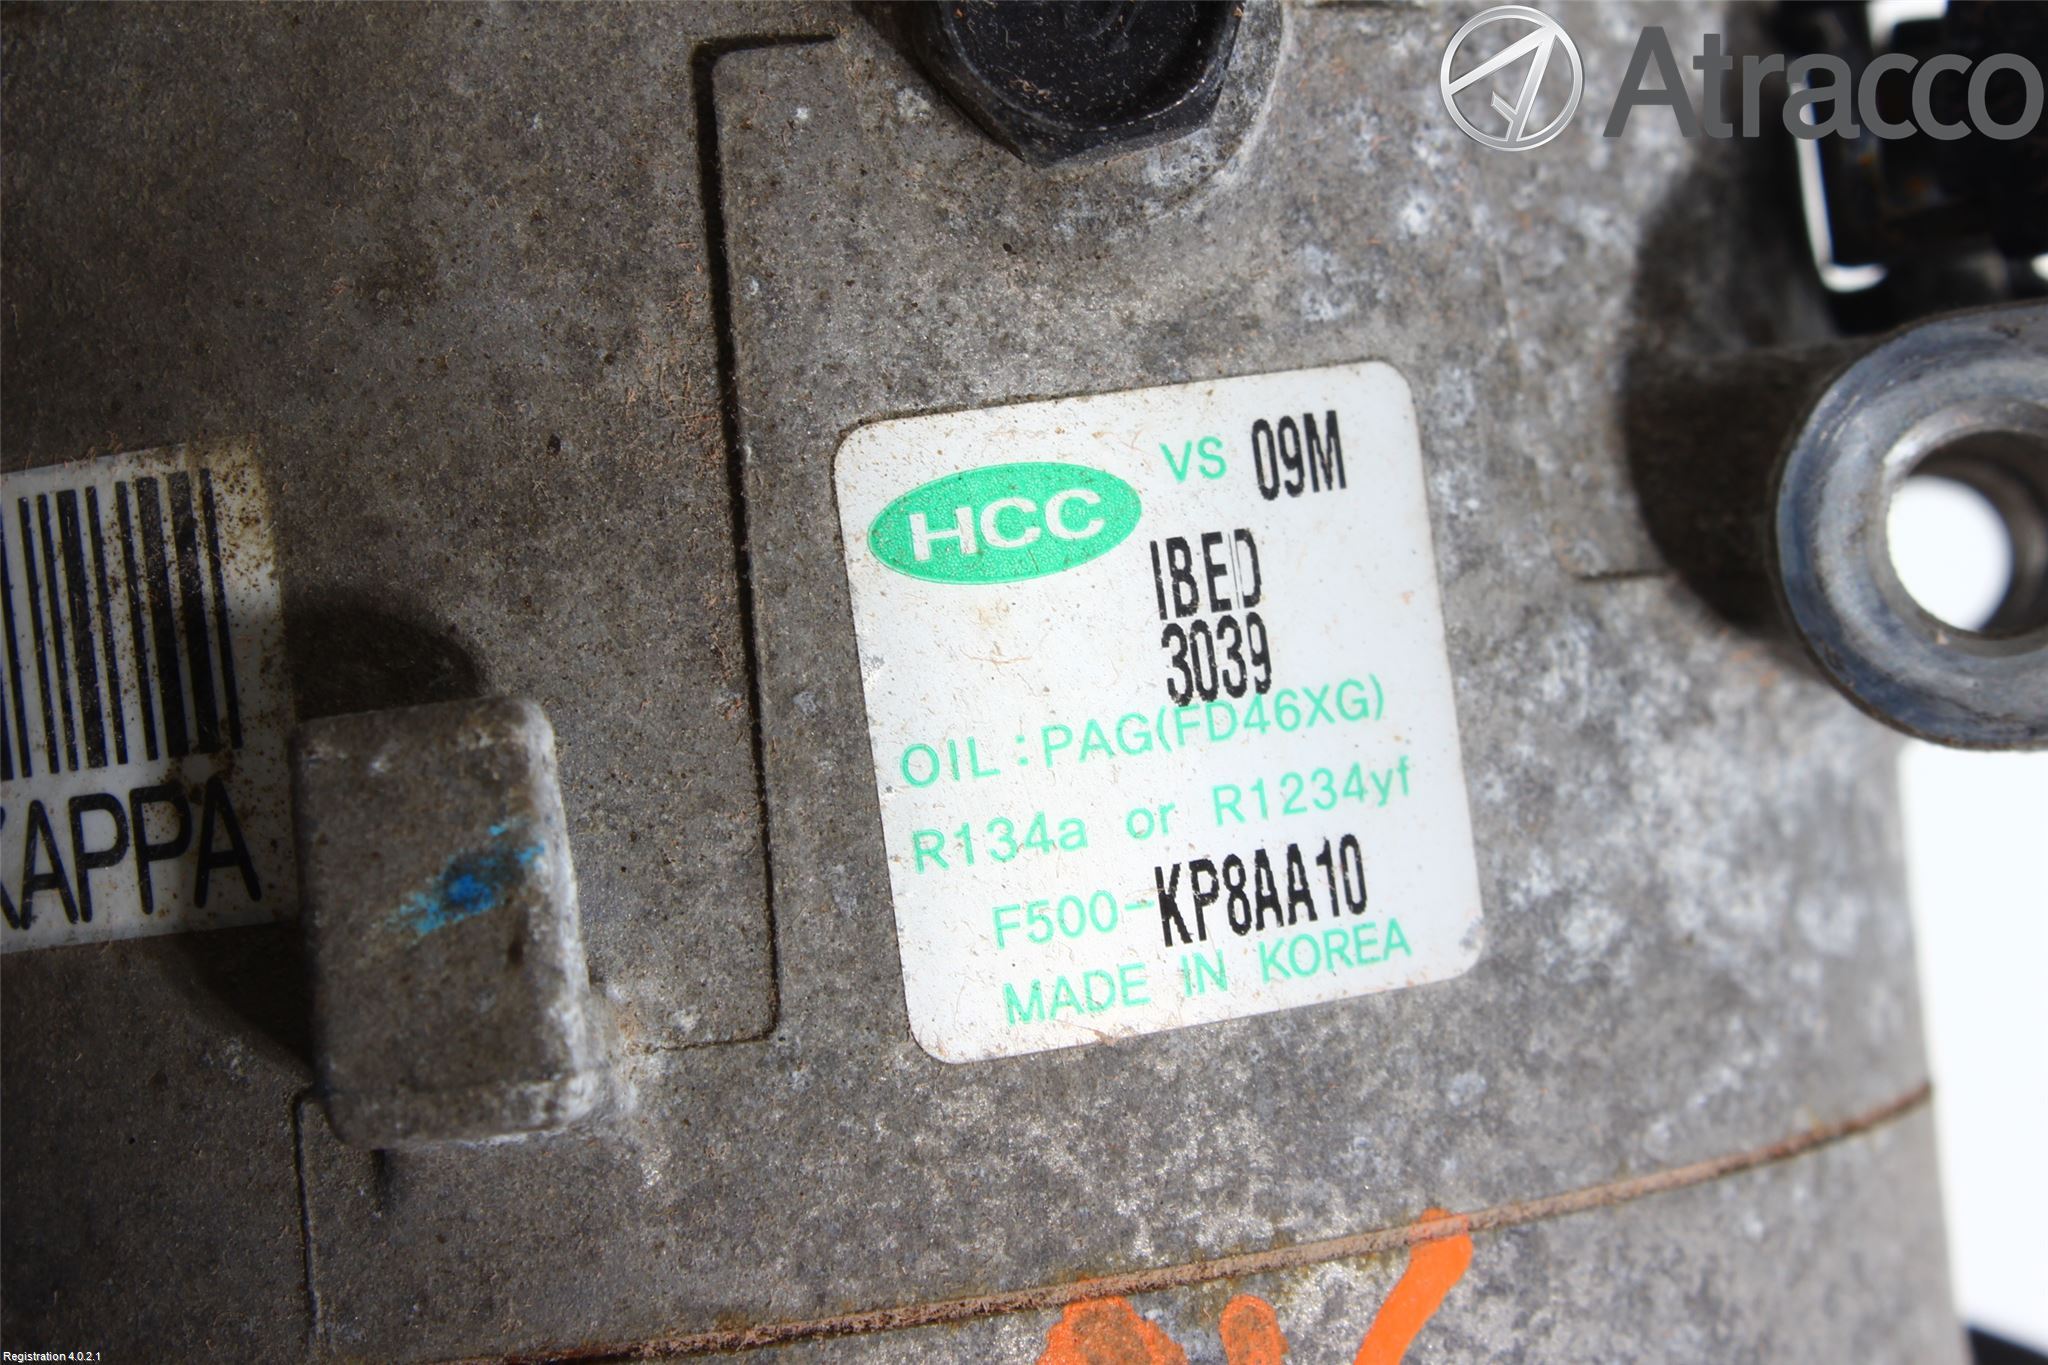 Atracco
HCC VS 09M
IBED
3039
OIL : PAG(FD46XG)
R134a or R1234yf
F500-KP8AA10
MADE IN KOREA
KAPPA
Registration 4.0.2.1